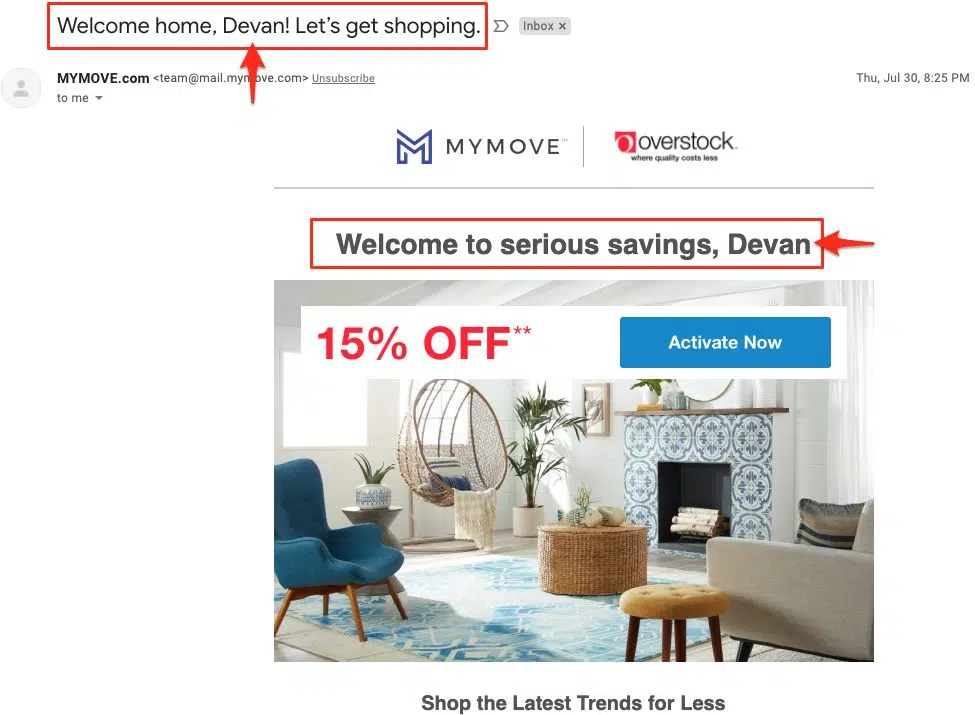 Welcome home, Devan! Let's get shopping.
Inbox ×
MYMOVE.com <team@mail.mymove.com> Unsubscribe
Thu, Jul 30, 8:25 PM
to me
MYMOVE™
overstock.
where quality costs less
Welcome to serious savings, Devan
15% OFF**
Activate Now
Shop the Latest Trends for Less